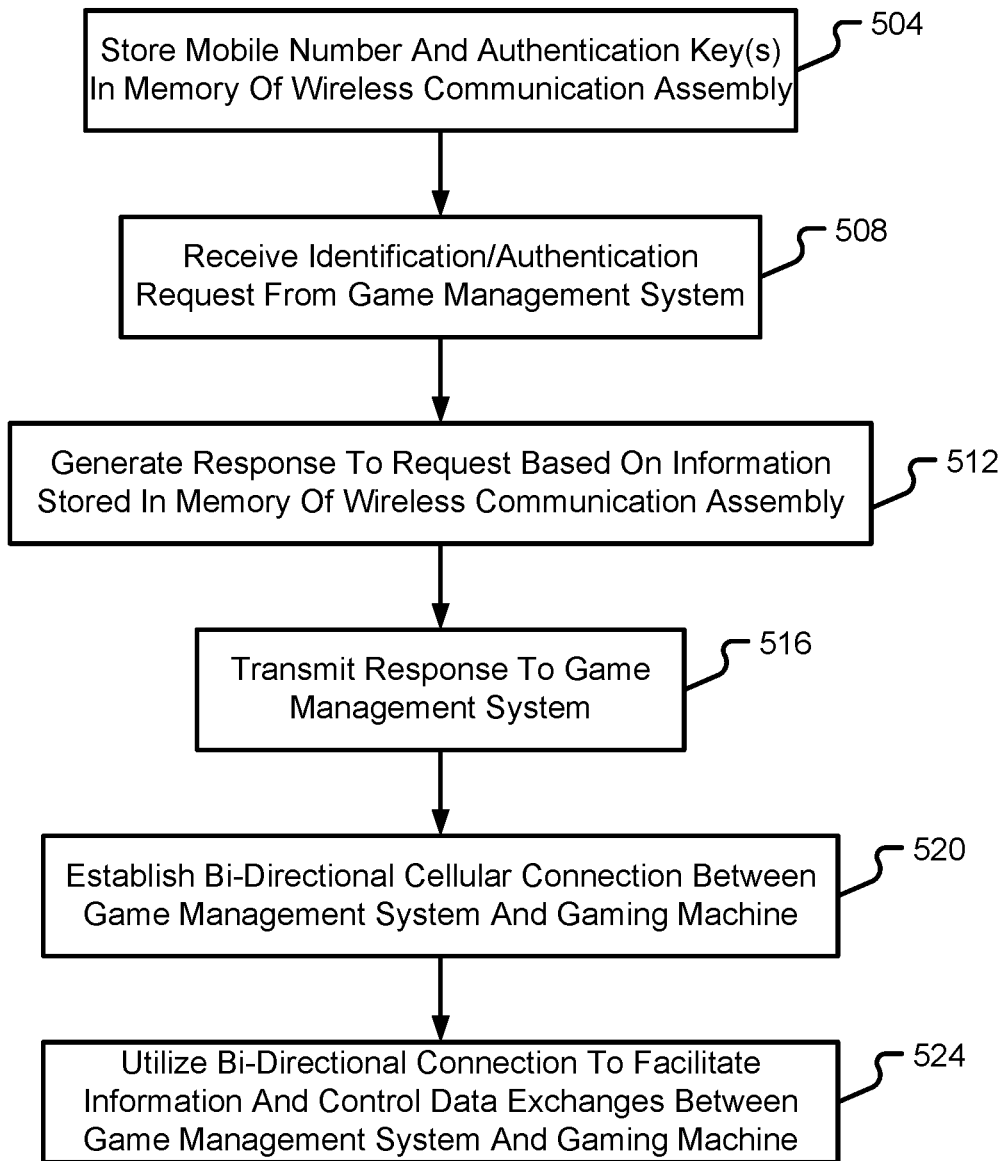 Store Mobile Number And Authentication Key(s)
In Memory Of Wireless Communication Assembly
504
Receive Identification/Authentication
Request From Game Management System
508
Generate Response To Request Based On Information
Stored In Memory Of Wireless Communication Assembly
512
Transmit Response To Game
Management System
516
Establish Bi-Directional Cellular Connection Between
Game Management System And Gaming Machine
520
Utilize Bi-Directional Connection To Facilitate
Information And Control Data Exchanges Between
Game Management System And Gaming Machine
524